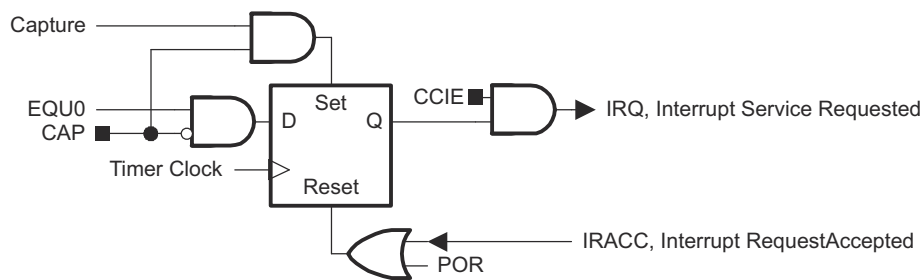 Capture
EQU0
CAP
Timer Clock
Set
D
Q
Reset
CCIE
IRQ, Interrupt Service Requested
IRACC, Interrupt RequestAccepted
POR